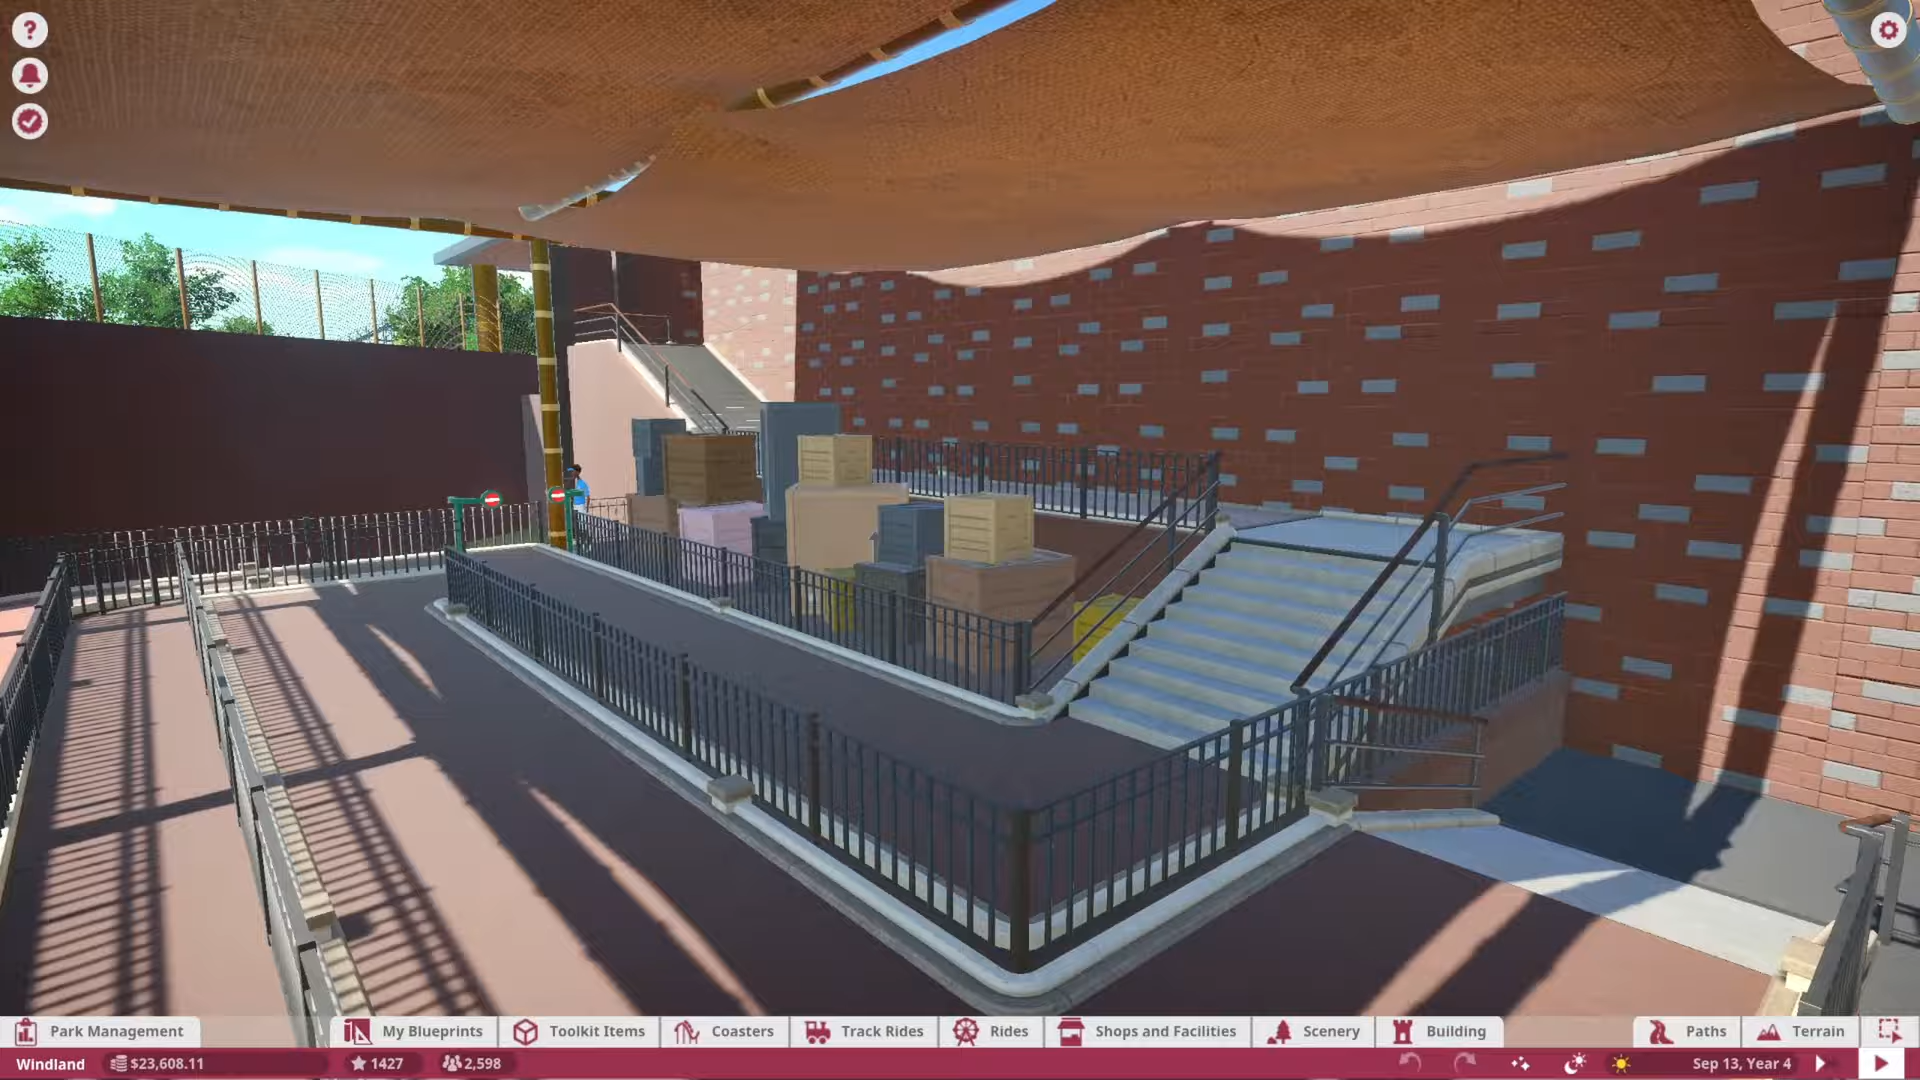 ?
Park Management
My Blueprints
Toolkit Items
Coasters
Track Rides
Rides
Shops and Facilities
Scenery
Building
Paths
Terrain
Windland
$23,608.11
1427
2,598
Sep 13, Year 4